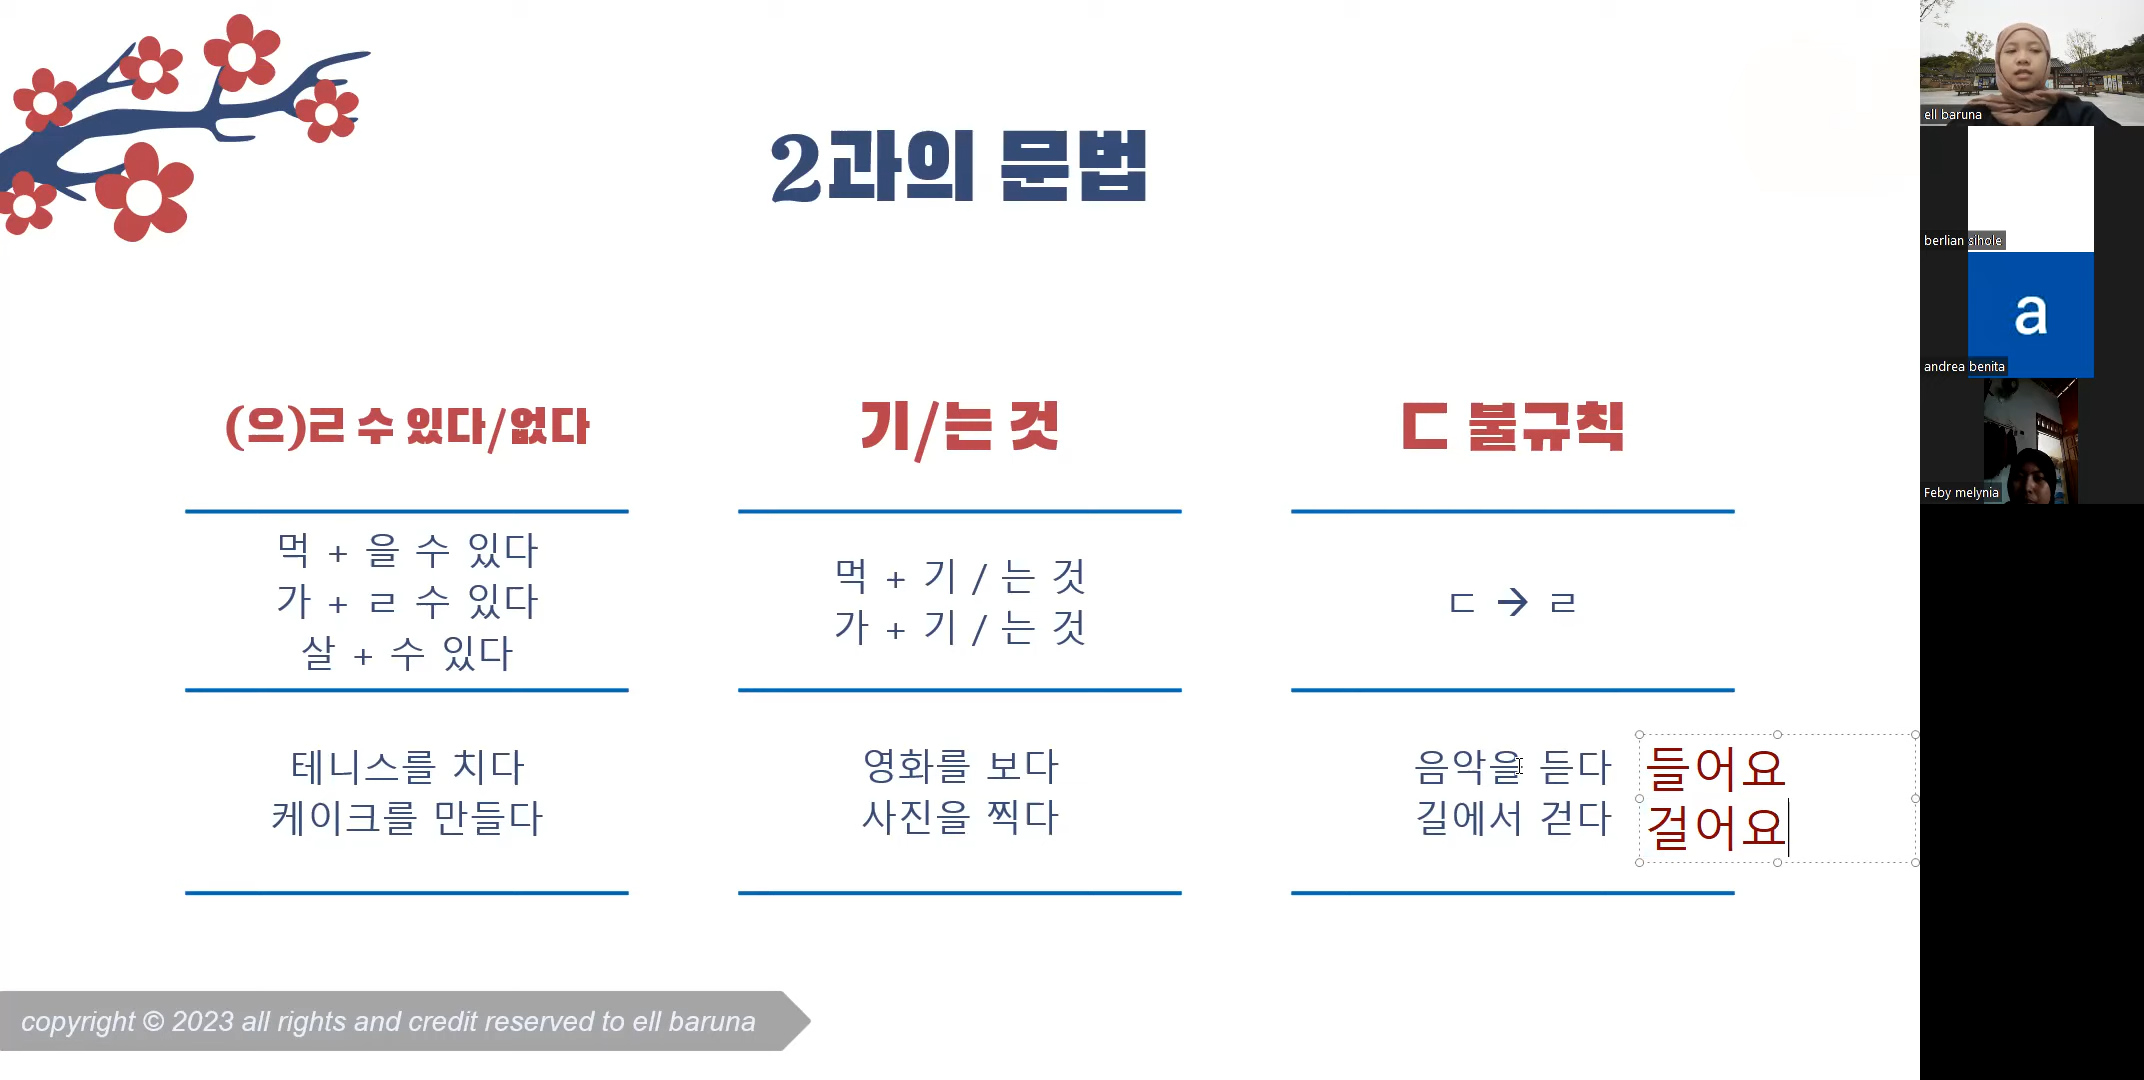 2과의 문법
(으)ㄹ 수 있다/없다
먹 + 을 수 있다
가 + ㄹ 수 있다
살 + 수 있다
테니스를 치다
케이크를 만들다
기/는 것
먹 + 기 / 는 것
가 + 기 / 는 것
영화를 보다
사진을 찍다
ㄷ 불규칙
ㄷ → ㄹ
음악을 듣다 들어요
길에서 걷다 걸어요
copyright © 2023 all rights and credit reserved to ell baruna
ell baruna
berlian sihole
a
andrea benita
Feby melynia